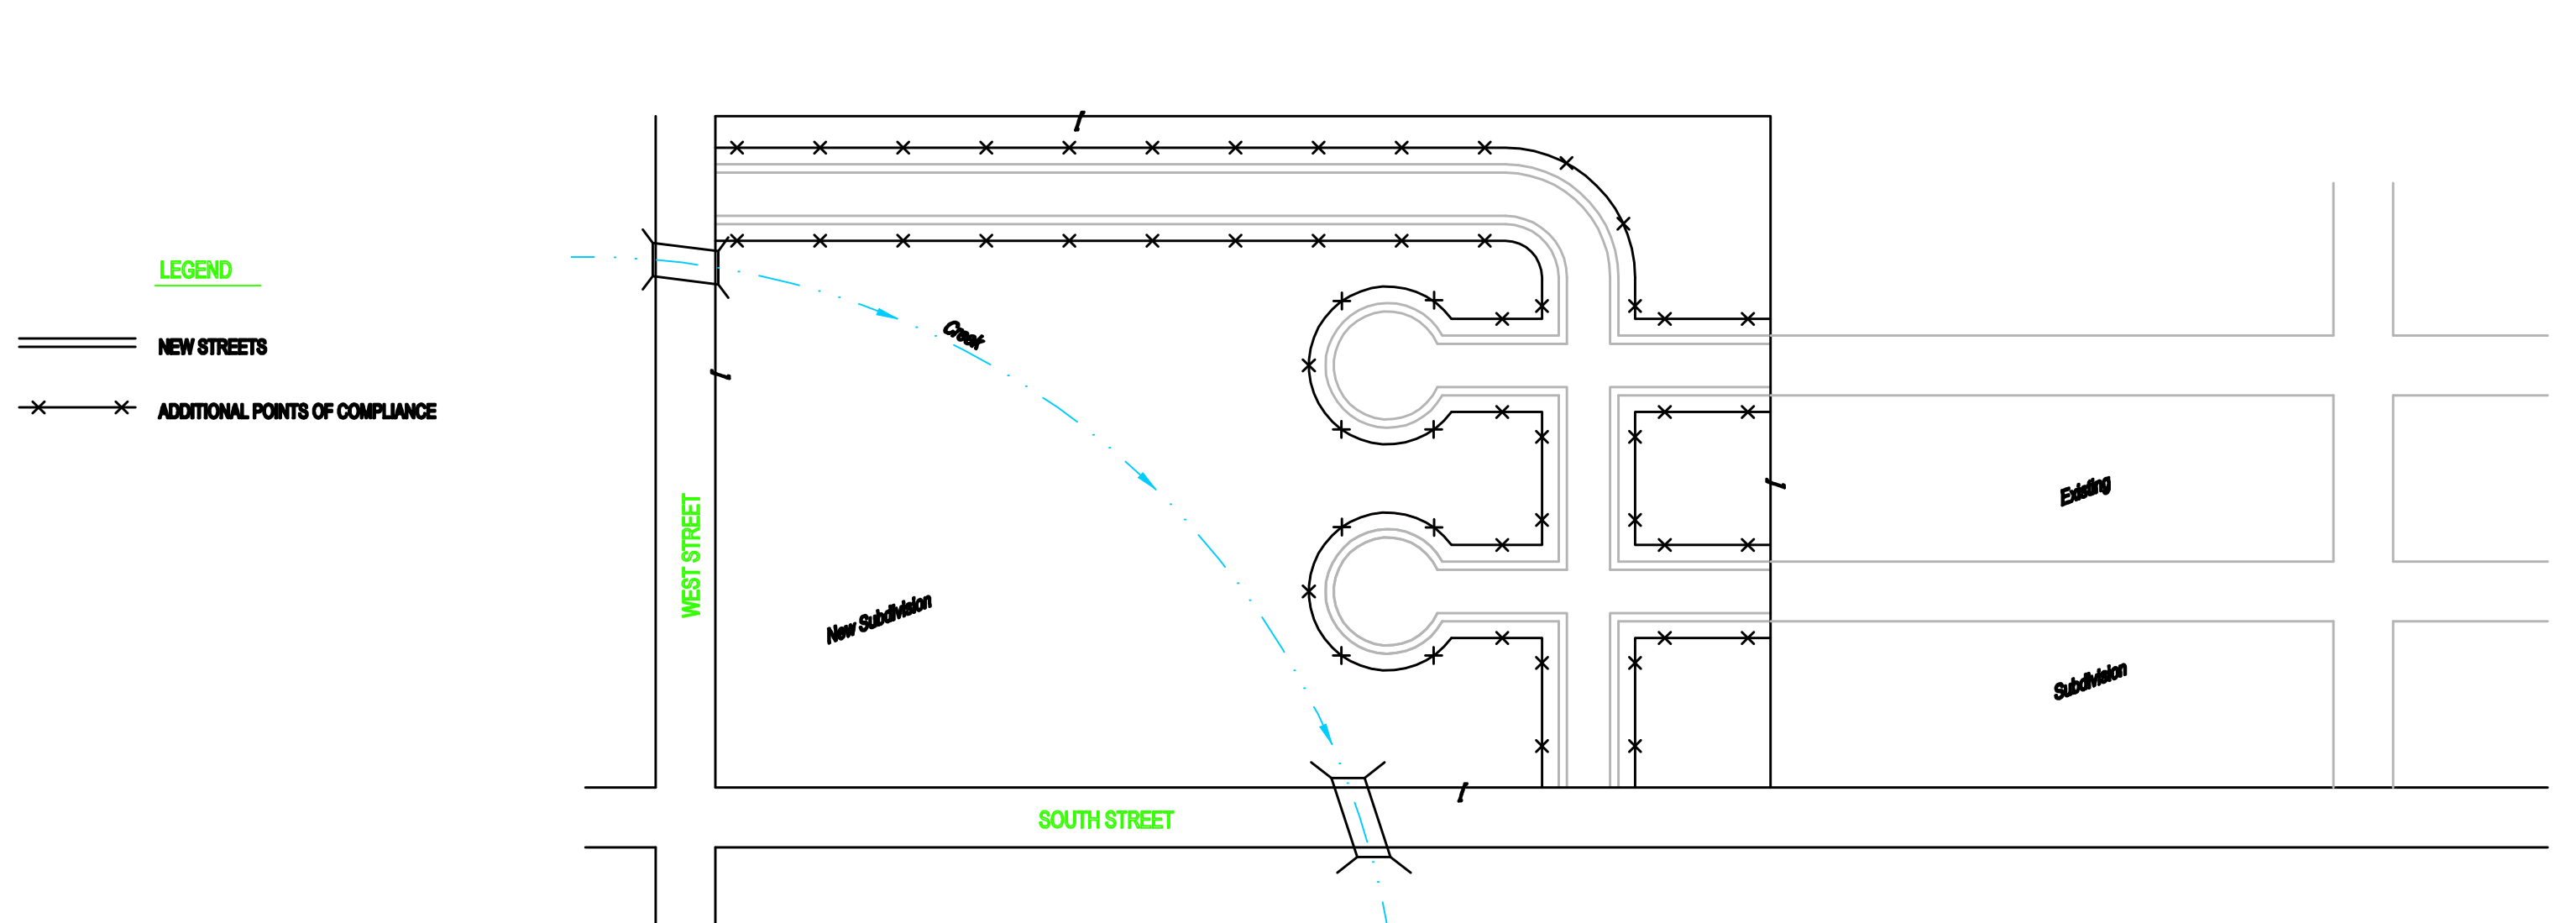 LEGEND
NEW STREETS
ADDITIONAL POINTS OF COMPLIANCE
Creek
WEST STREET
New Subdivision
SOUTH STREET
Existing
Subdivision